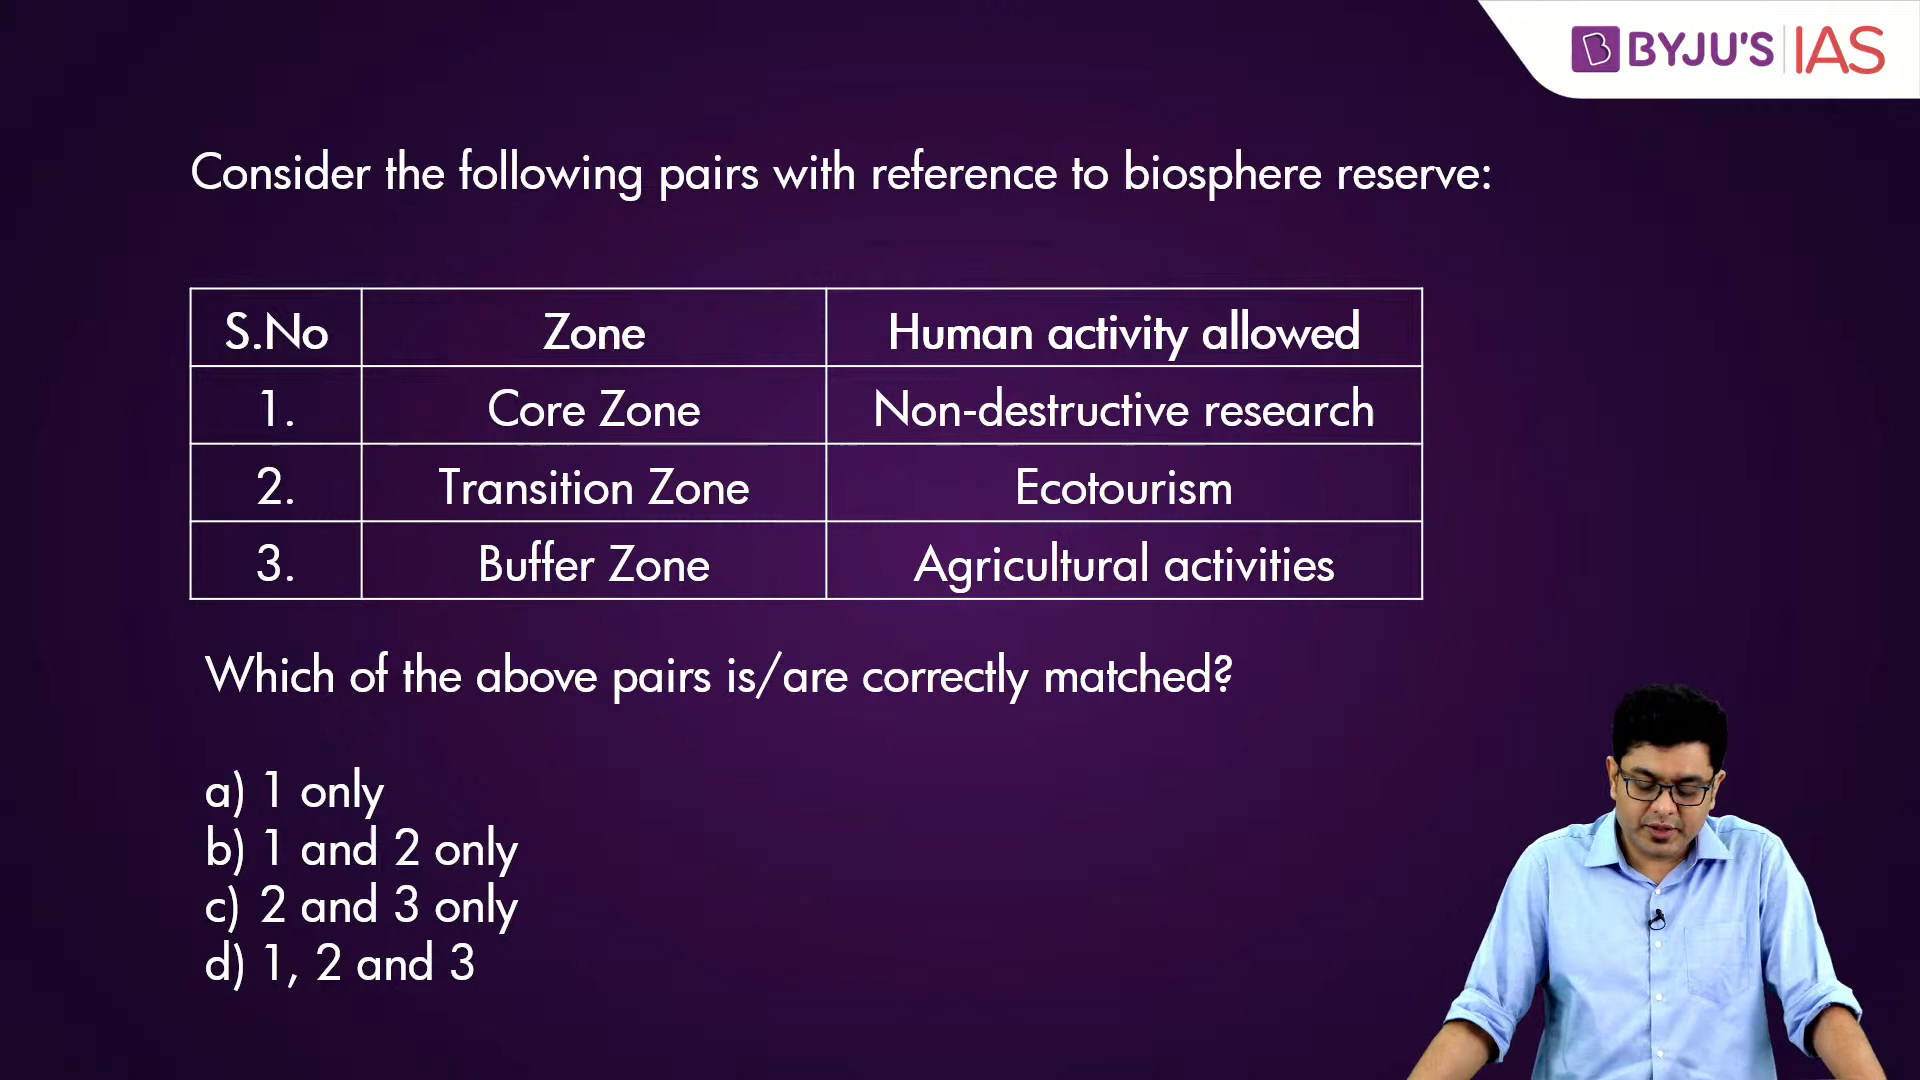 BYJU'S IAS
Consider the following pairs with reference to biosphere reserve:
S.No Zone Human activity allowed
1. Core Zone Non-destructive research
2. Transition Zone Ecotourism
3. Buffer Zone Agricultural activities
Which of the above pairs is/are correctly matched?
a) 1 only
b) 1 and 2 only
c) 2 and 3 only
d) 1, 2 and 3